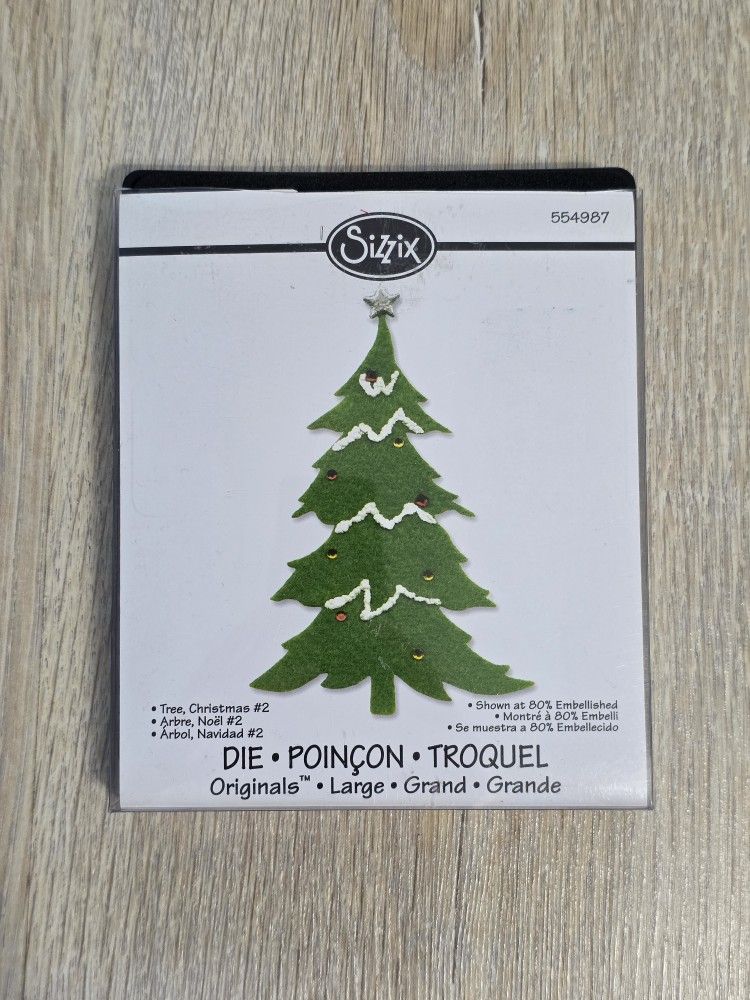 554987
Sizzix
• Tree, Christmas #2
• Arbre, Noël #2
• Árbol, Navidad #2
• Shown at 80% Embellished
• Montré à 80% Embelli
• Se muestra a 80% Embellecido
DIE • POINÇON • TROQUEL
Originals™ • Large • Grand • Grande